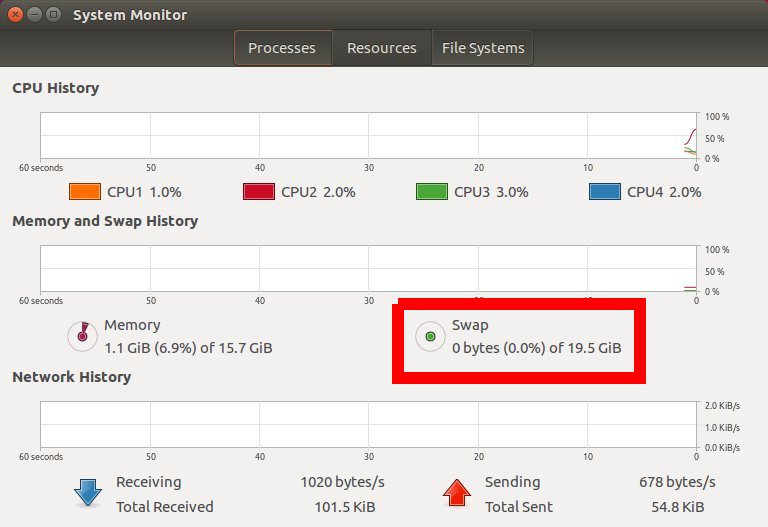 System Monitor
Processes Resources File Systems
CPU History
100 %
50 %
0 %
60 seconds 50 40 30 20 10 0
CPU1 1.0% CPU2 2.0% CPU3 3.0% CPU4 2.0%
Memory and Swap History
100 %
50 %
0 %
60 seconds 50 40 30 20 10 0
Memory Swap
1.1 GiB (6.9%) of 15.7 GiB 0 bytes (0.0%) of 19.5 GiB
Network History
2.0 KiB/s
1.0 KiB/s
0.0 KiB/s
60 seconds 50 40 30 20 10 0
Receiving 1020 bytes/s Sending 678 bytes/s
Total Received 101.5 KiB Total Sent 54.8 KiB